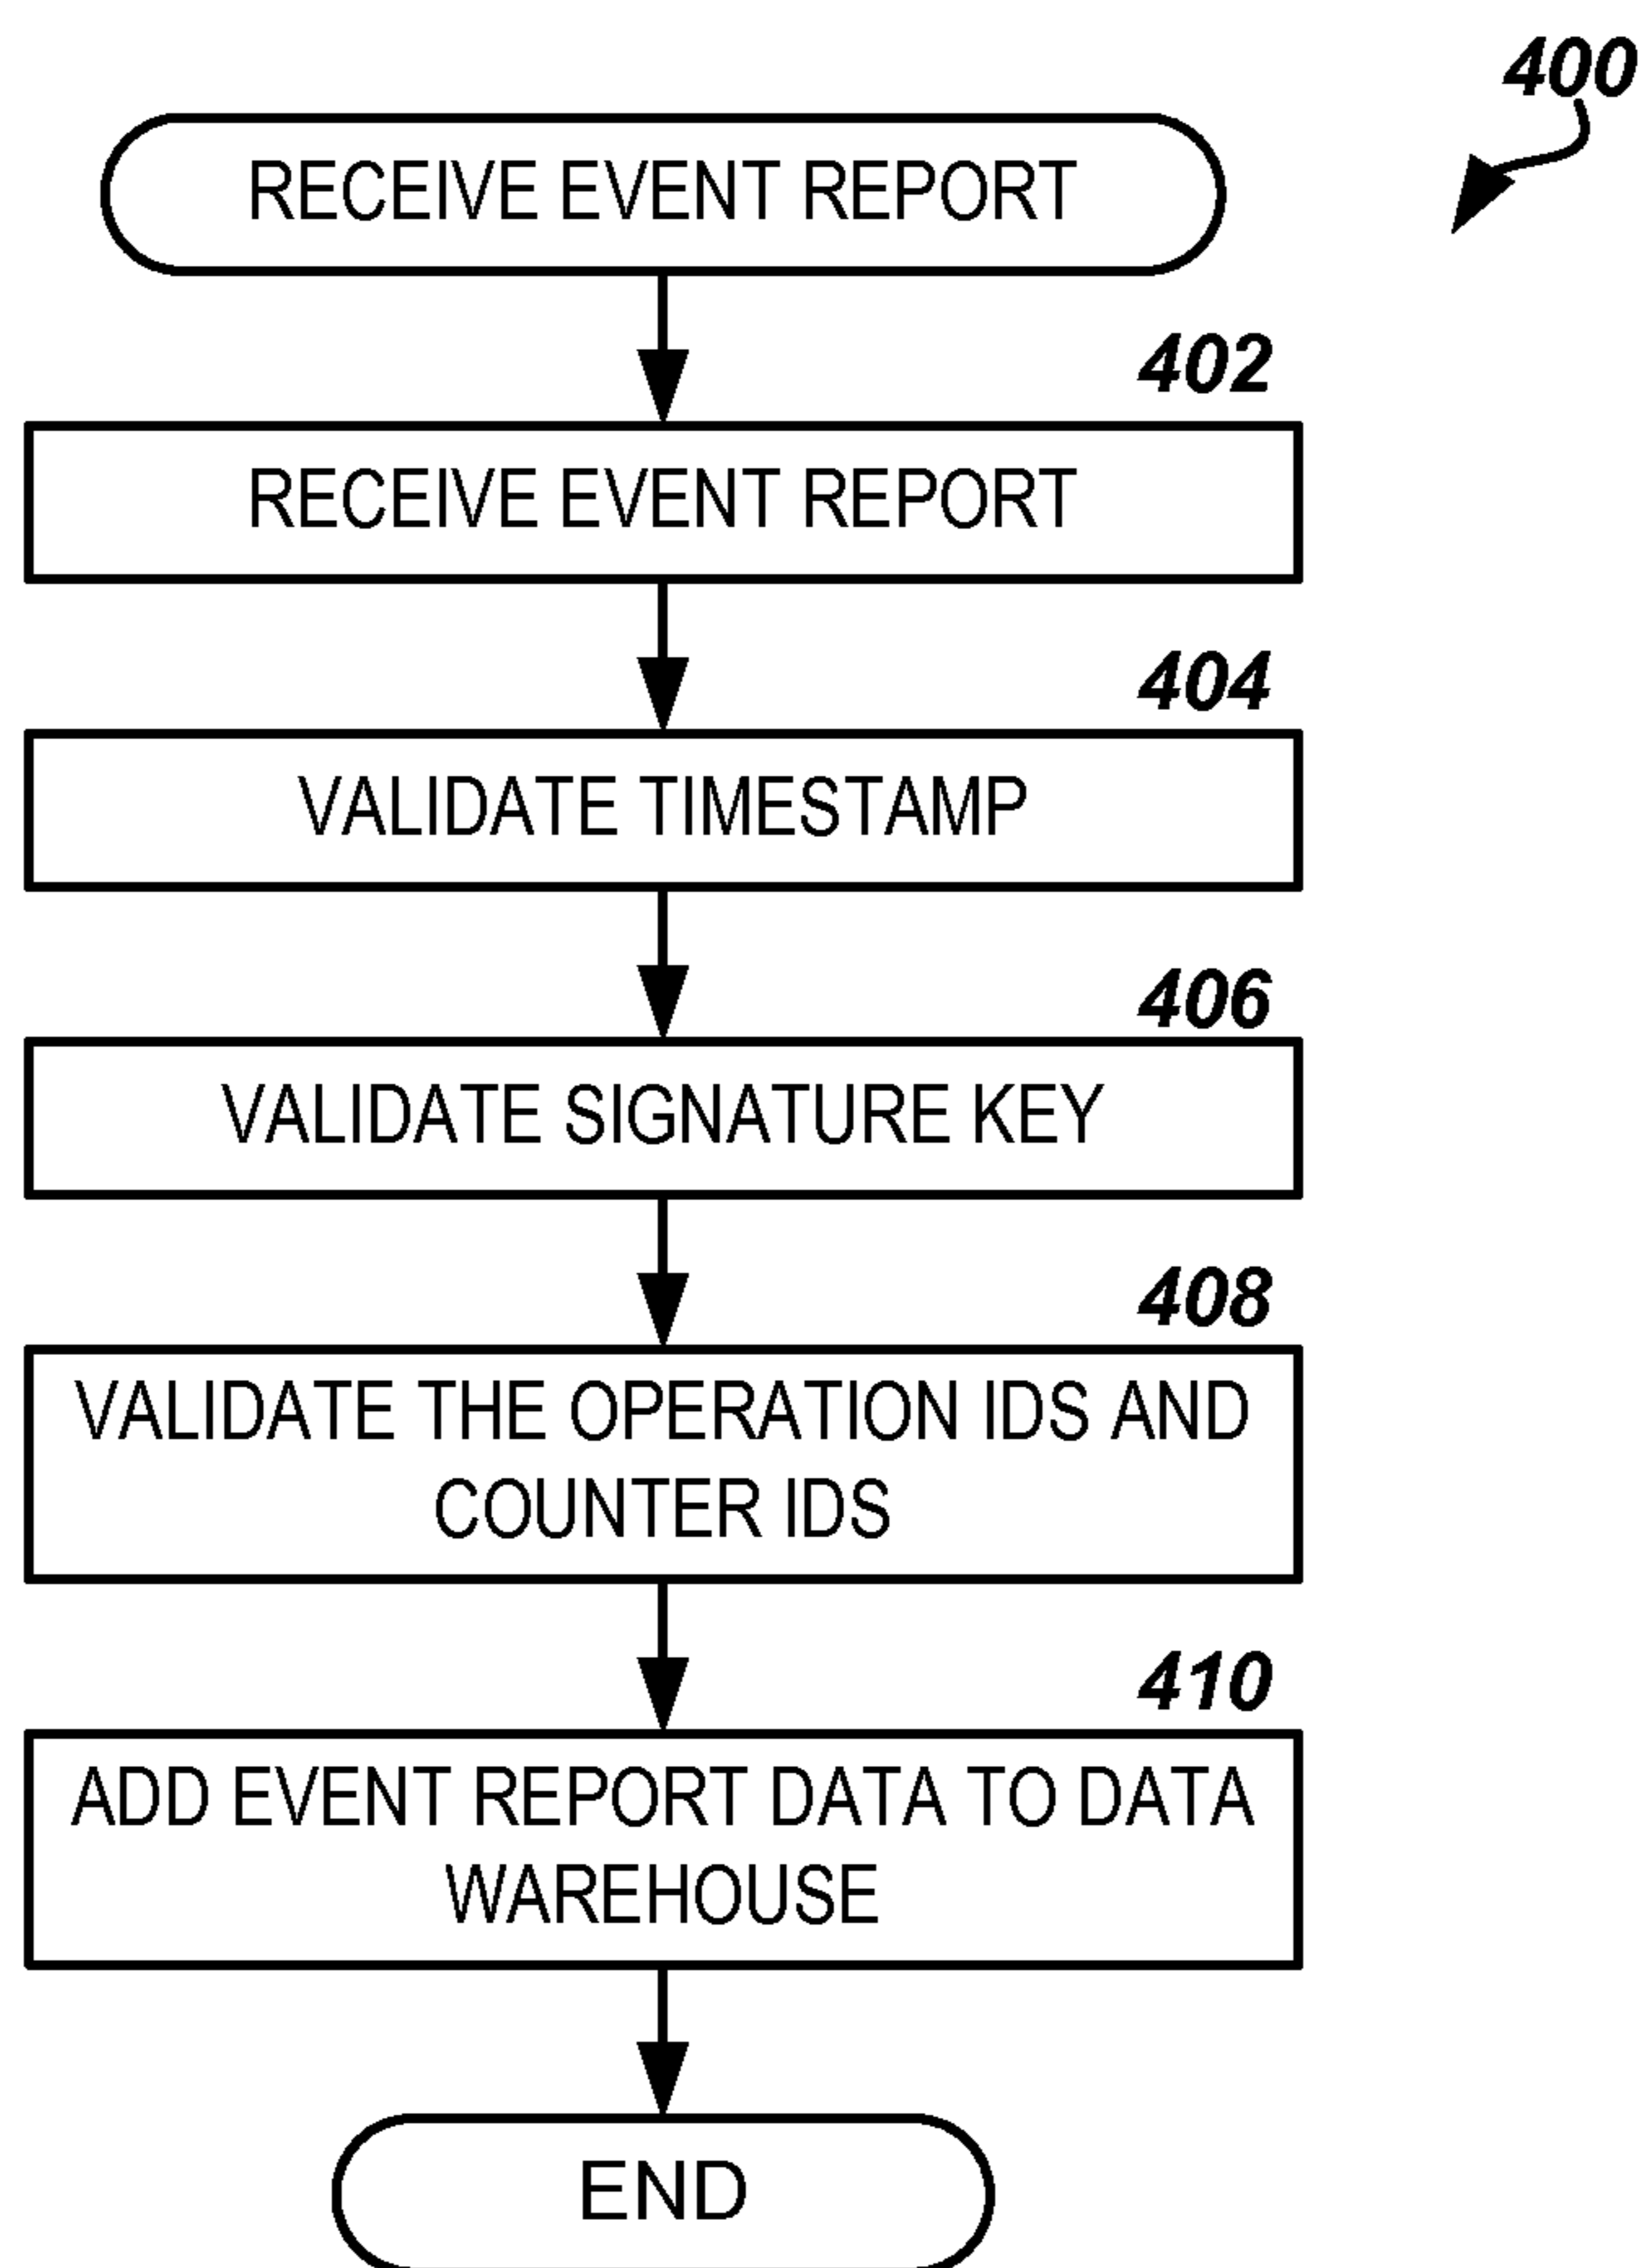 400
RECEIVE EVENT REPORT
402
RECEIVE EVENT REPORT
404
VALIDATE TIMESTAMP
406
VALIDATE SIGNATURE KEY
408
VALIDATE THE OPERATION IDS AND
COUNTER IDS
410
ADD EVENT REPORT DATA TO DATA
WAREHOUSE
END